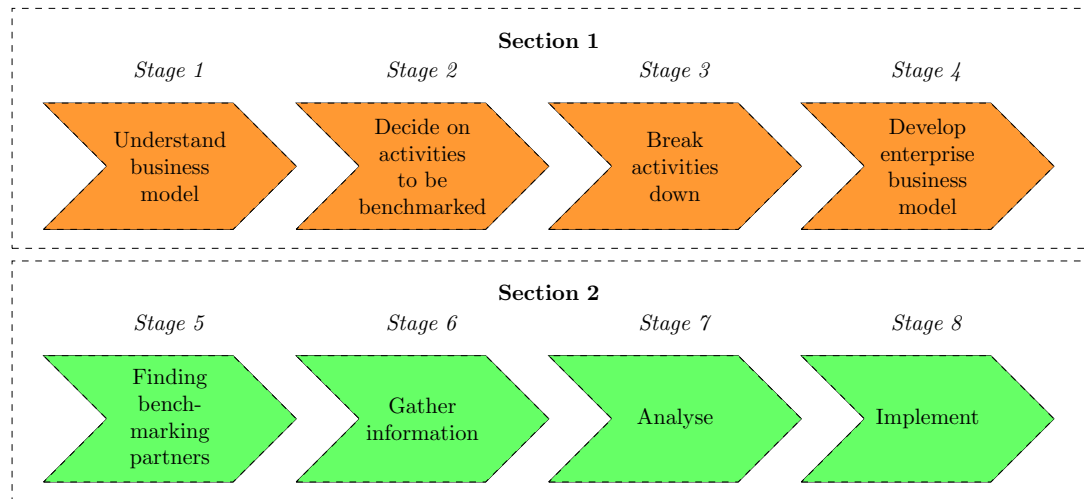 Section 1
Stage 1
Stage 2
Stage 3
Stage 4
Understand
business
model
Decide on
activities
to be
benchmarked
Break
activities
down
Develop
enterprise
business
model
Section 2
Stage 5
Stage 6
Stage 7
Stage 8
Finding
bench-
marking
partners
Gather
information
Analyse
Implement